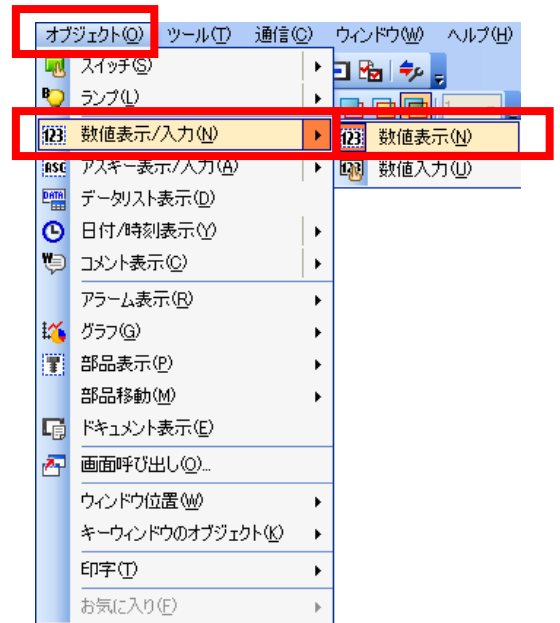 オブジェクト(O) ツール(T) 通信(C) ウィンドウ(W) ヘルプ(H)
スイッチ(S)
ランプ(L)
123 数値表示/入力(N)
123 数値表示(N)
ASC アスキー表示/入力(A)
123 数値入力(U)
DATA データリスト表示(D)
日付/時刻表示(Y)
コメント表示(C)
アラーム表示(R)
グラフ(G)
部品表示(P)
部品移動(M)
ドキュメント表示(E)
画面呼び出し(O)...
ウィンドウ位置(W)
キーウィンドウのオブジェクト(K)
印字(T)
お気に入り(F)